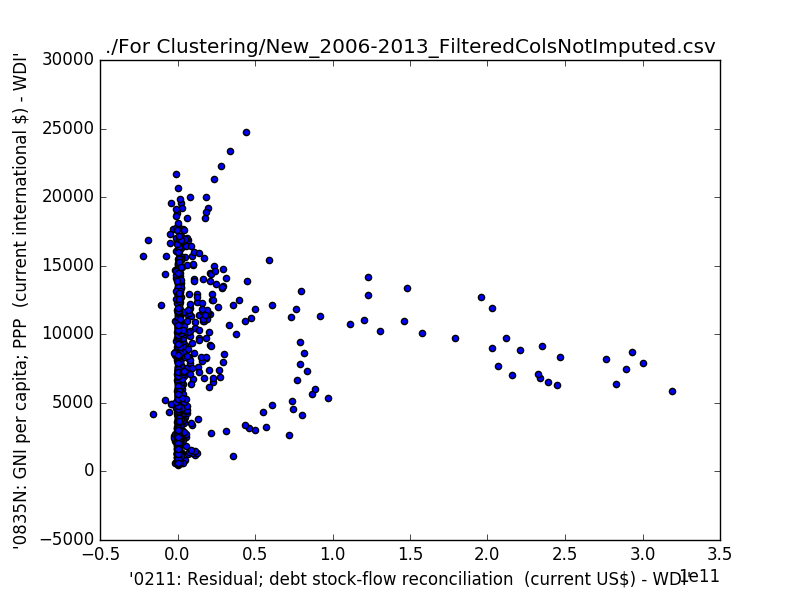 ./For Clustering/New_2006-2013_FilteredColsNotImputed.csv
'0835N: GNI per capita; PPP  (current international $) - WDI'
30000
25000
20000
15000
10000
5000
0
−5000
−0.5 0.0 0.5 1.0 1.5 2.0 2.5 3.0 3.5
1e11
'0211: Residual; debt stock-flow reconciliation  (current US$) - WDI'